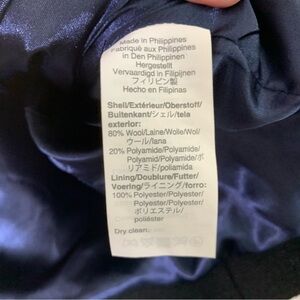 Made in Philippines
Fabriqué aux Philippines
In Den Philippinen
Hergestellt
Vervaardigd in Filipijnen
フィリピン製
Shell/Extérieur/Oberstoff/
Buitenkant/シェル/tela
exterior:
80% Wool/Laine/Wolle/Wol/
ウール/lana
20% Polyamide/Polyamide/
Polyamid/Polyamide/ポ
リアミド/poliamida
Lining/Doublure/Futter/
Voering/ライニング/forro:
100% Polyester/Polyester/
Polyester/Polyester/
ポリエステル/
poliéster
Dry clean